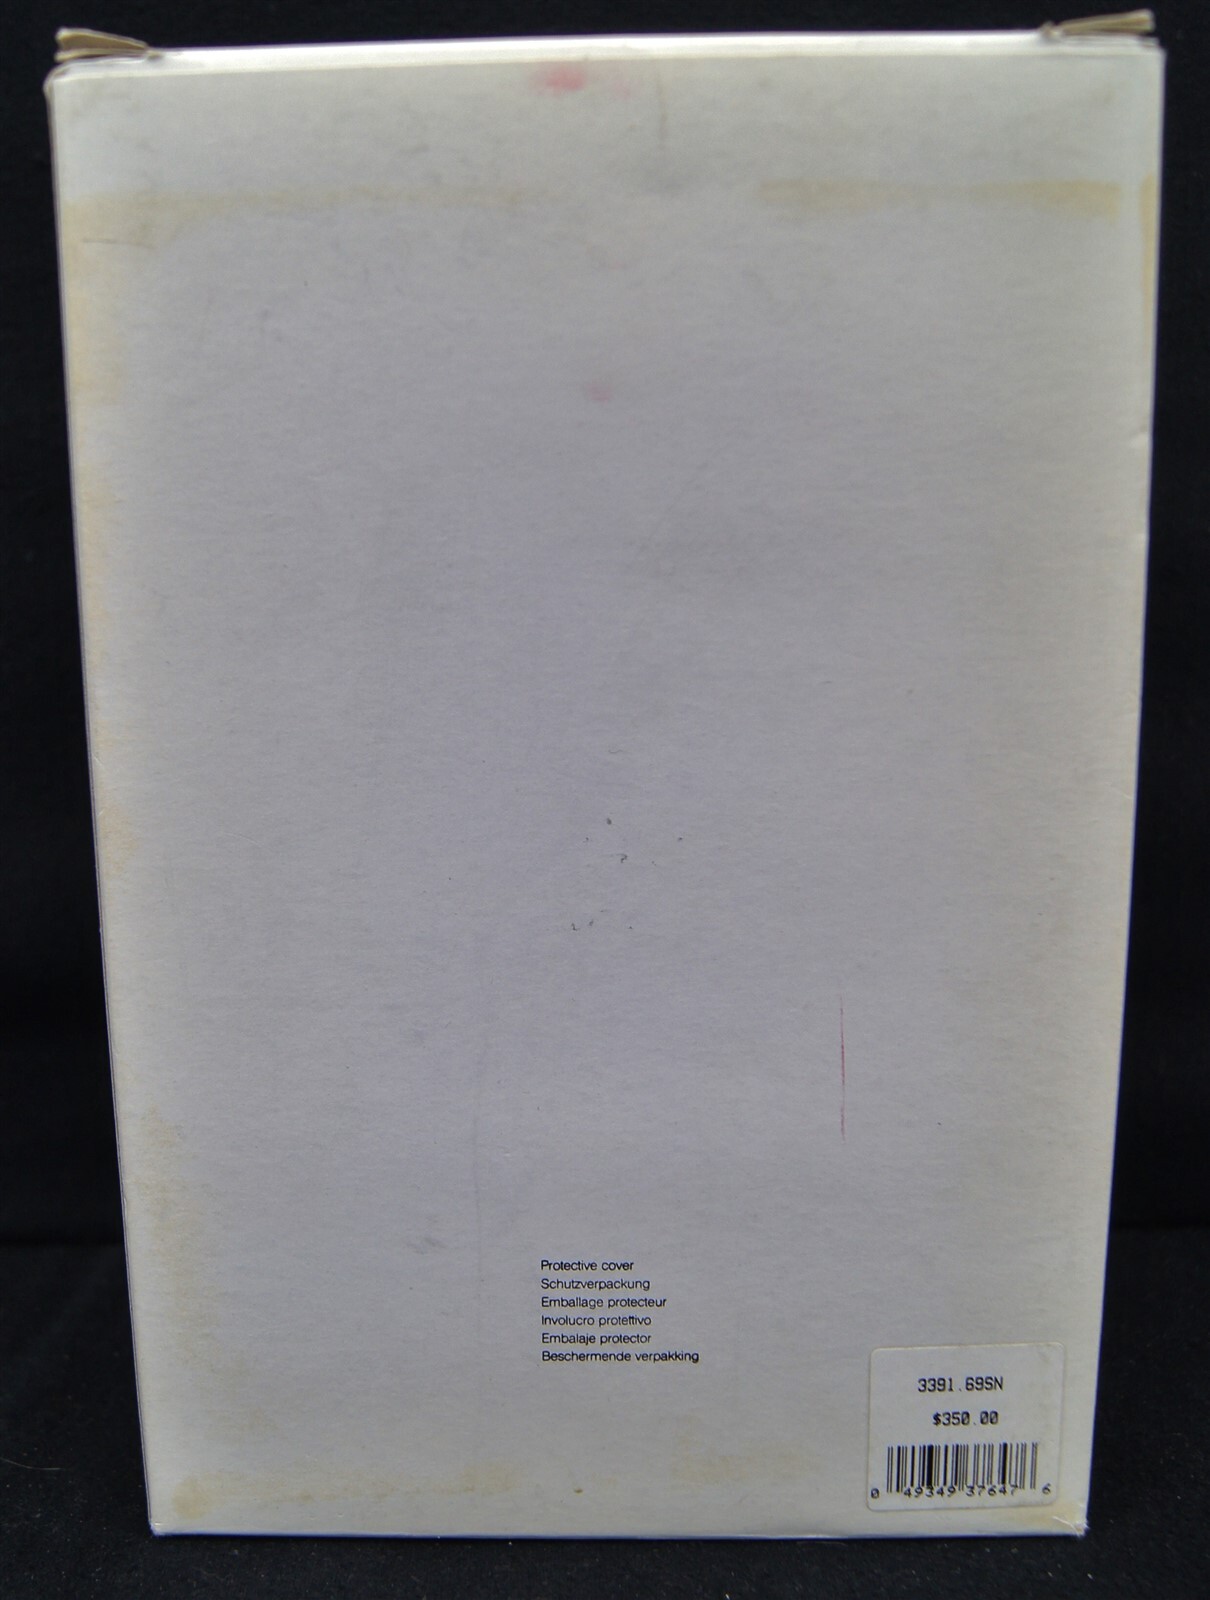 Protective cover
Schutzverpackung
Emballage protecteur
Involucro protettivo
Embalaje protector
Beschermende verpakking
3391.69SN
$350.00
0 49349 37647 6